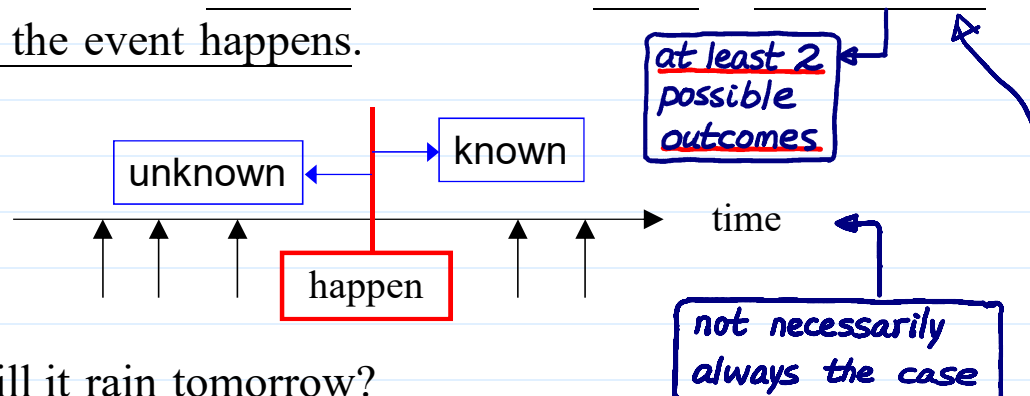 the event happens.
at least 2
possible
outcomes
unknown
known
time
happen
not necessarily
always the case
it rain tomorrow?